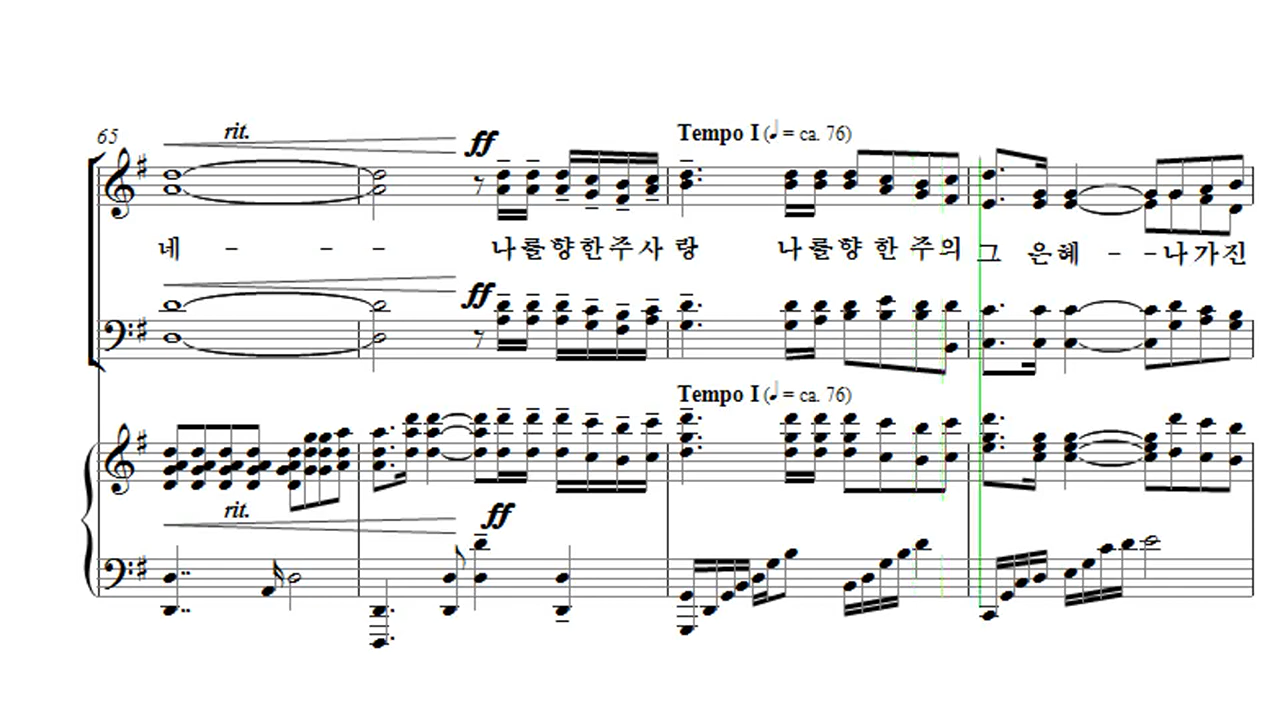 65 rit.
ff
Tempo I (♩ = ca. 76)
네 - - - 나를향한주사 랑 나를향 한 주의 그 은혜 - - 나가진
ff
Tempo I (♩ = ca. 76)
rit.
ff